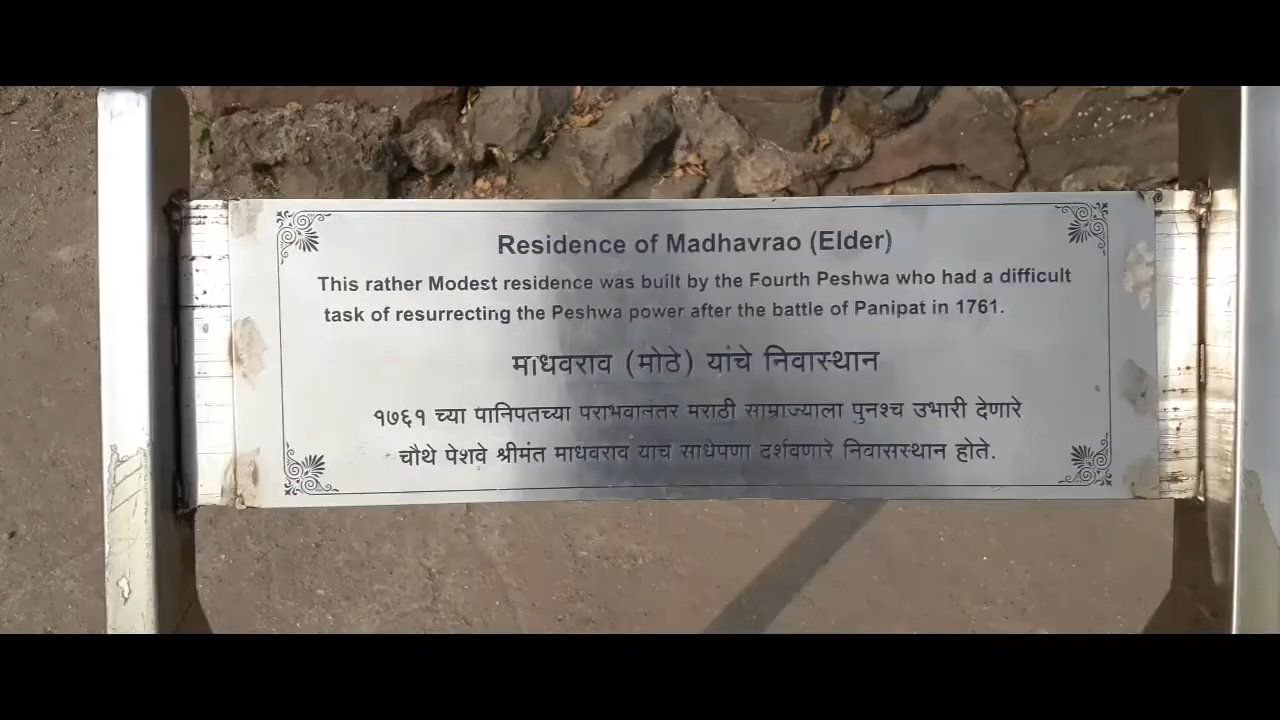 Residence of Madhavrao (Elder)
This rather Modest residence was built by the Fourth Peshwa who had a difficult
task of resurrecting the Peshwa power after the battle of Panipat in 1761.
माधवराव (मोठे) यांचे निवास्थान
१७६१ च्या पानिपतच्या पराभवानंतर मराठी साम्राज्याला पुनश्च उभारी देणारे
चौथे पेशवे श्रीमंत माधवराव याच साधेपणा दर्शवणारे निवासस्थान होते.